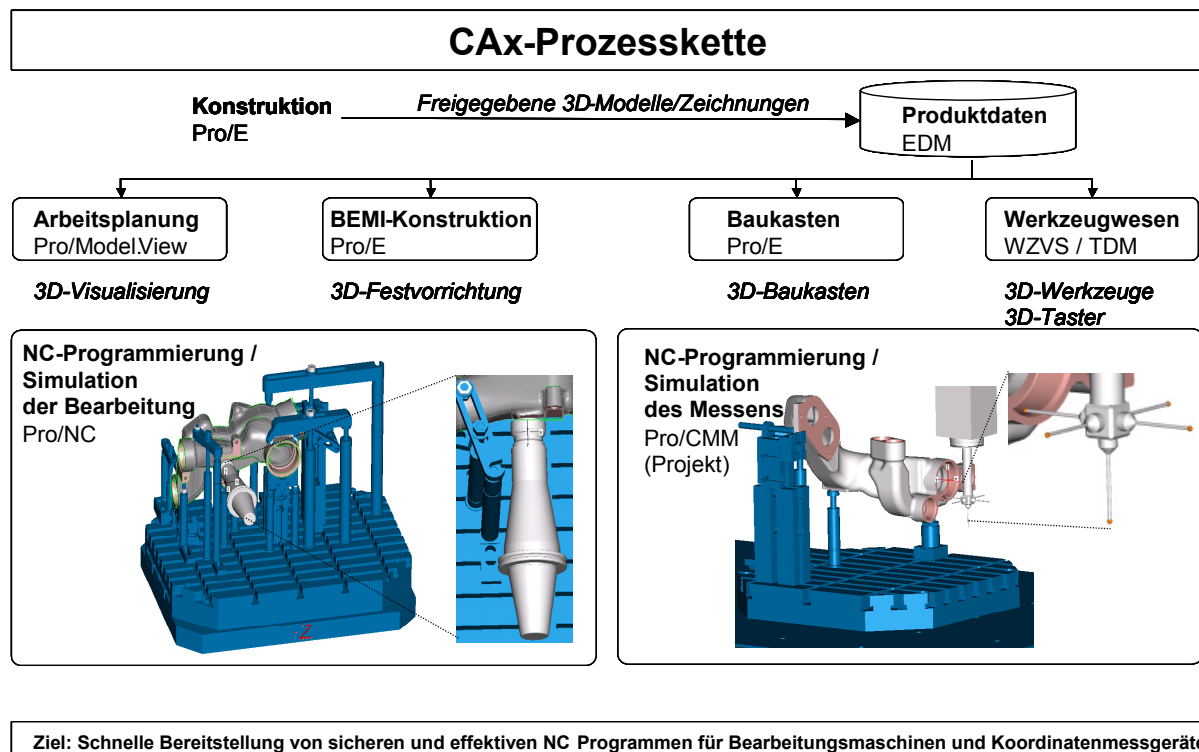 CAx-Prozesskette
Konstruktion
Pro/E
Freigegebene 3D-Modelle/Zeichnungen
Produktdaten
EDM
Arbeitsplanung
Pro/Model.View
BEMI-Konstruktion
Pro/E
Baukasten
Pro/E
Werkzeugwesen
WZVS / TDM
3D-Visualisierung
3D-Festvorrichtung
3D-Baukasten
3D-Werkzeuge
3D-Taster
NC-Programmierung /
Simulation
der Bearbeitung
Pro/NC
NC-Programmierung /
Simulation
des Messens
Pro/CMM
(Projekt)
Ziel: Schnelle Bereitstellung von sicheren und effektiven NC Programmen für Bearbeitungsmaschinen und Koordinatenmessgeräte